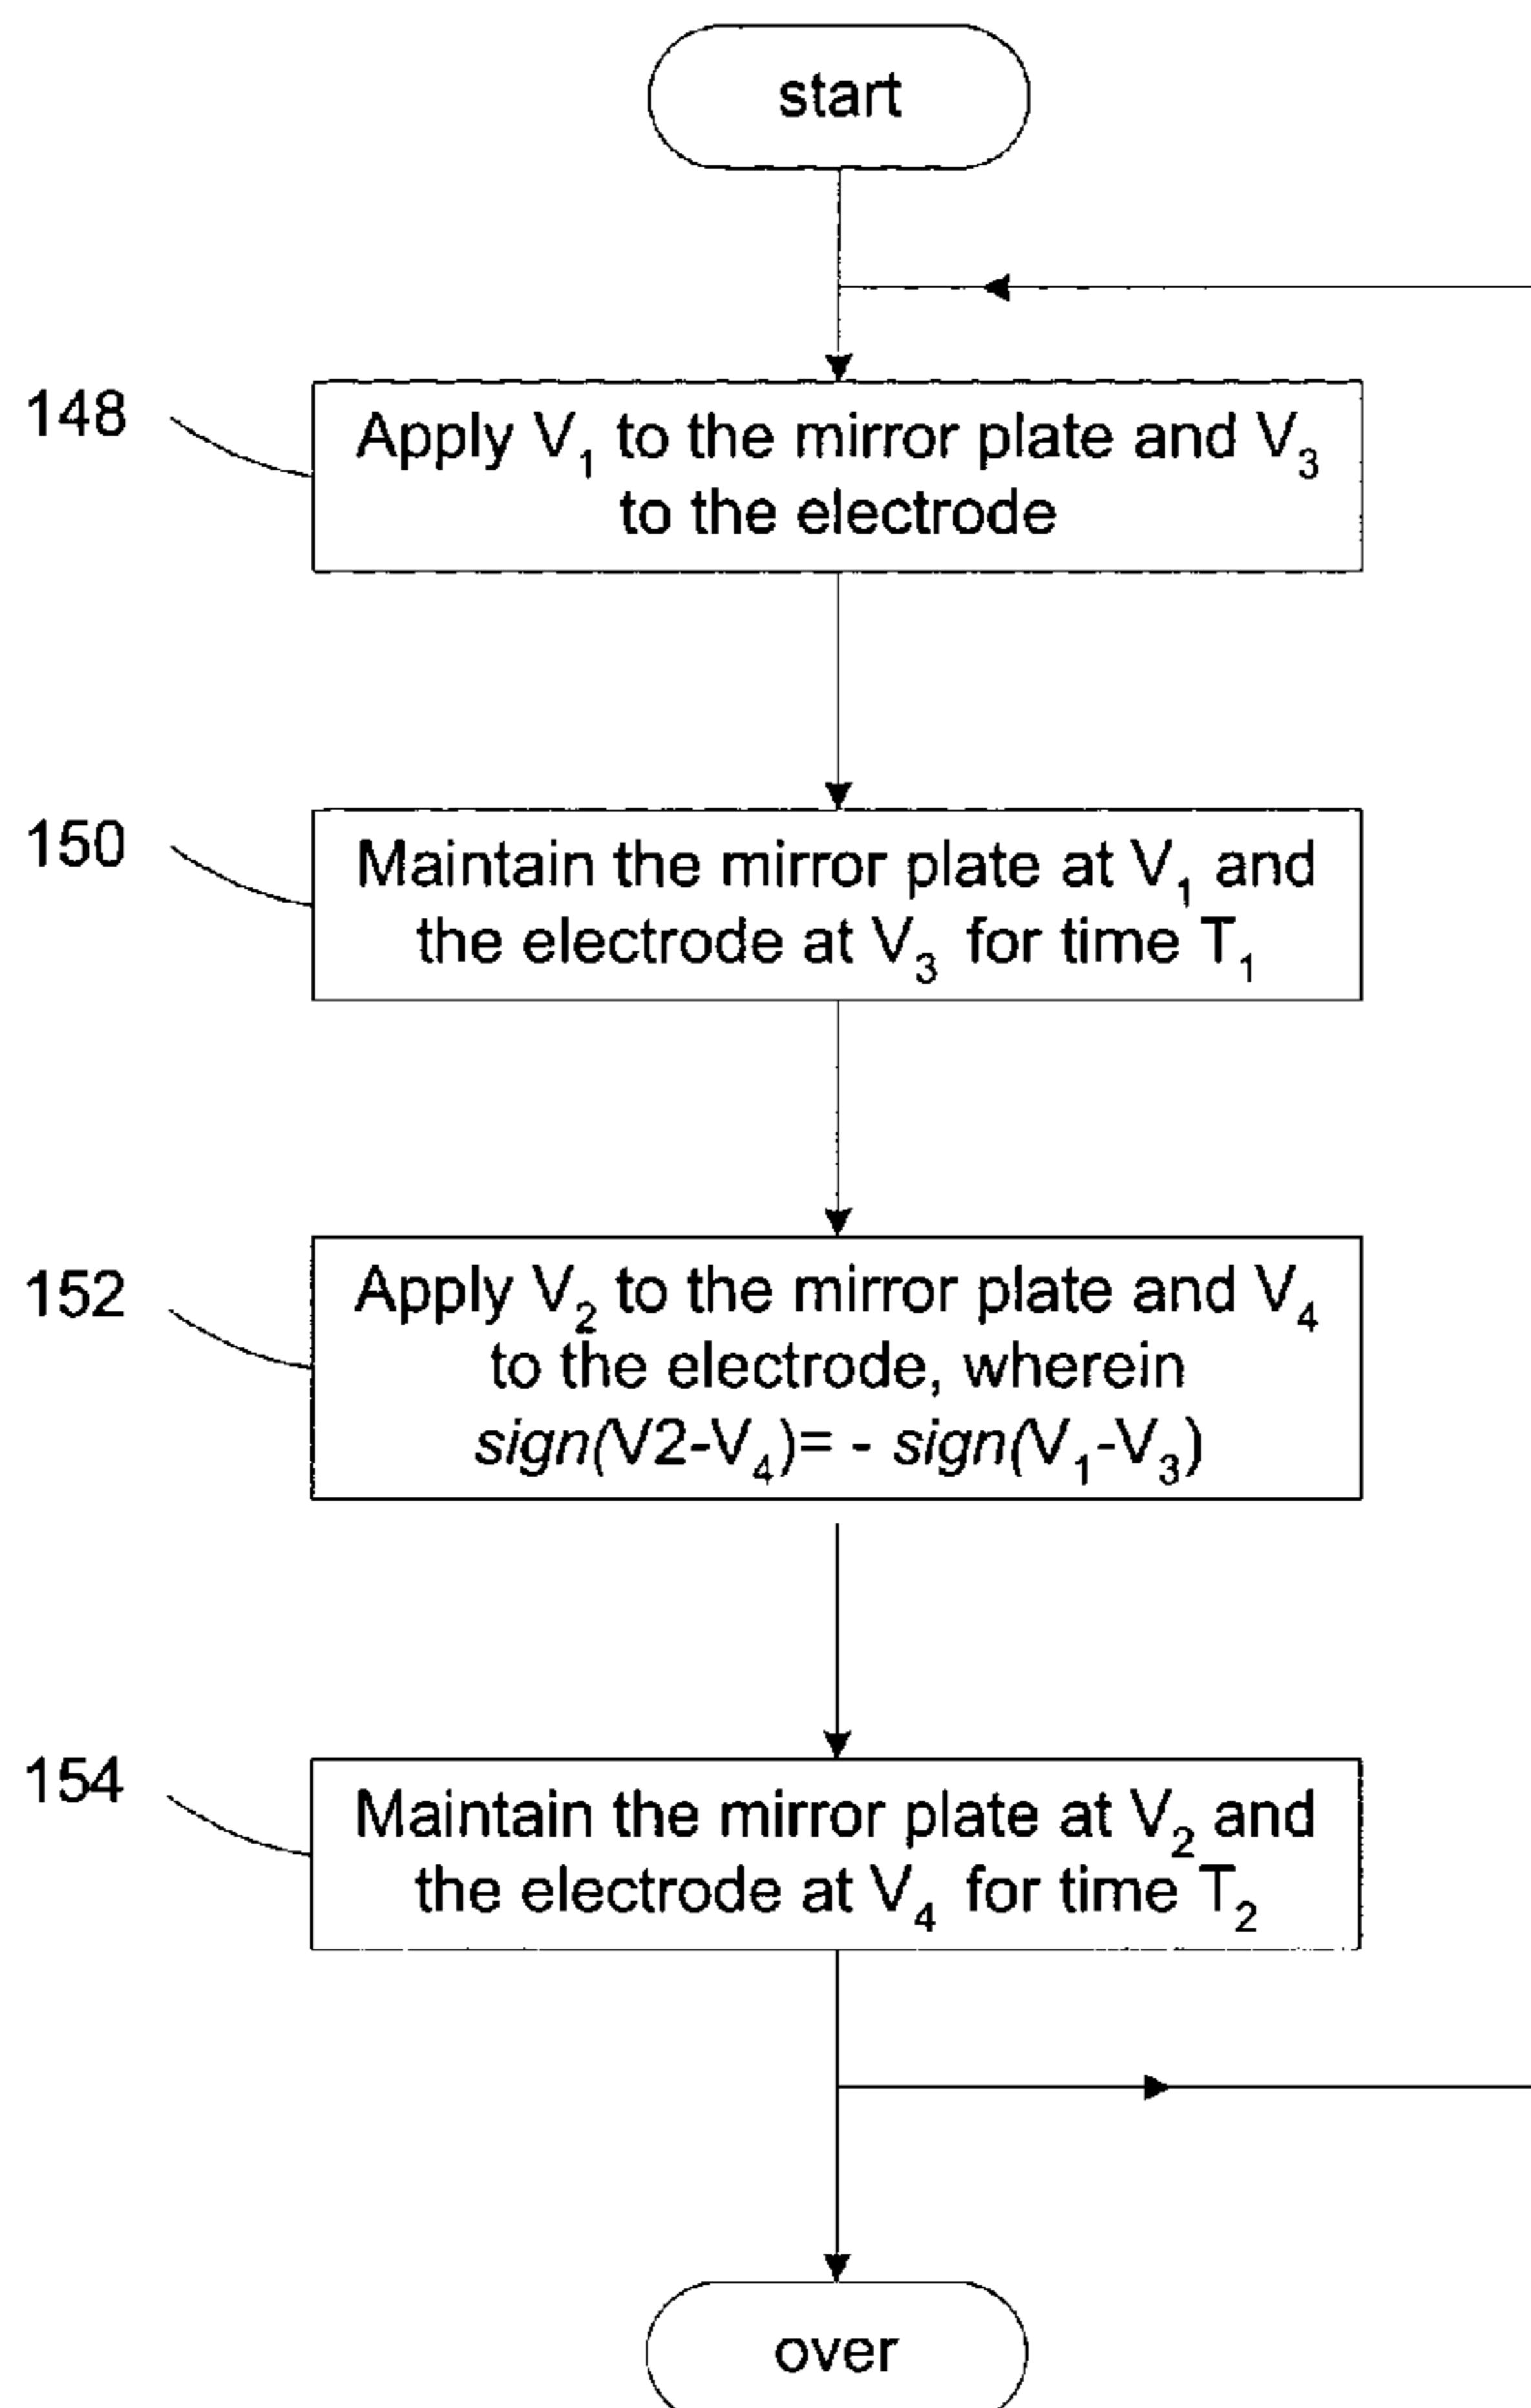 start
148
Apply V₁ to the mirror plate and V₃
to the electrode
150
Maintain the mirror plate at V₁ and
the electrode at V₃ for time T₁
152
Apply V₂ to the mirror plate and V₄
to the electrode, wherein
sign(V2-V₄)= - sign(V₁-V₃)
154
Maintain the mirror plate at V₂ and
the electrode at V₄ for time T₂
over